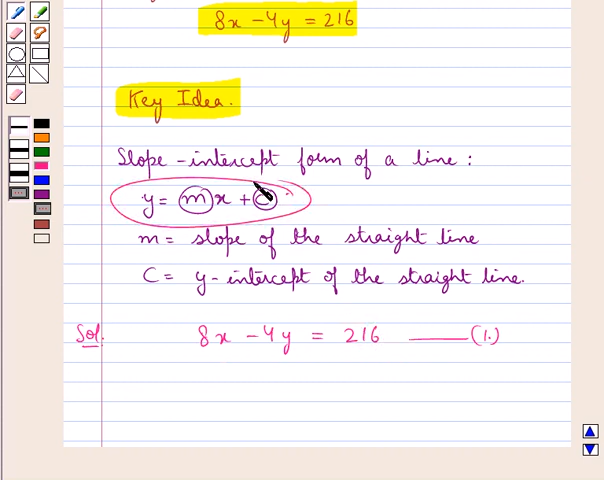 8x - 4y = 216
Key Idea.
Slope - intercept form of a line :
y = mx + c
m = slope of the straight line
C = y - intercept of the straight line.
Sol. 8x - 4y = 216 ——— (1.)